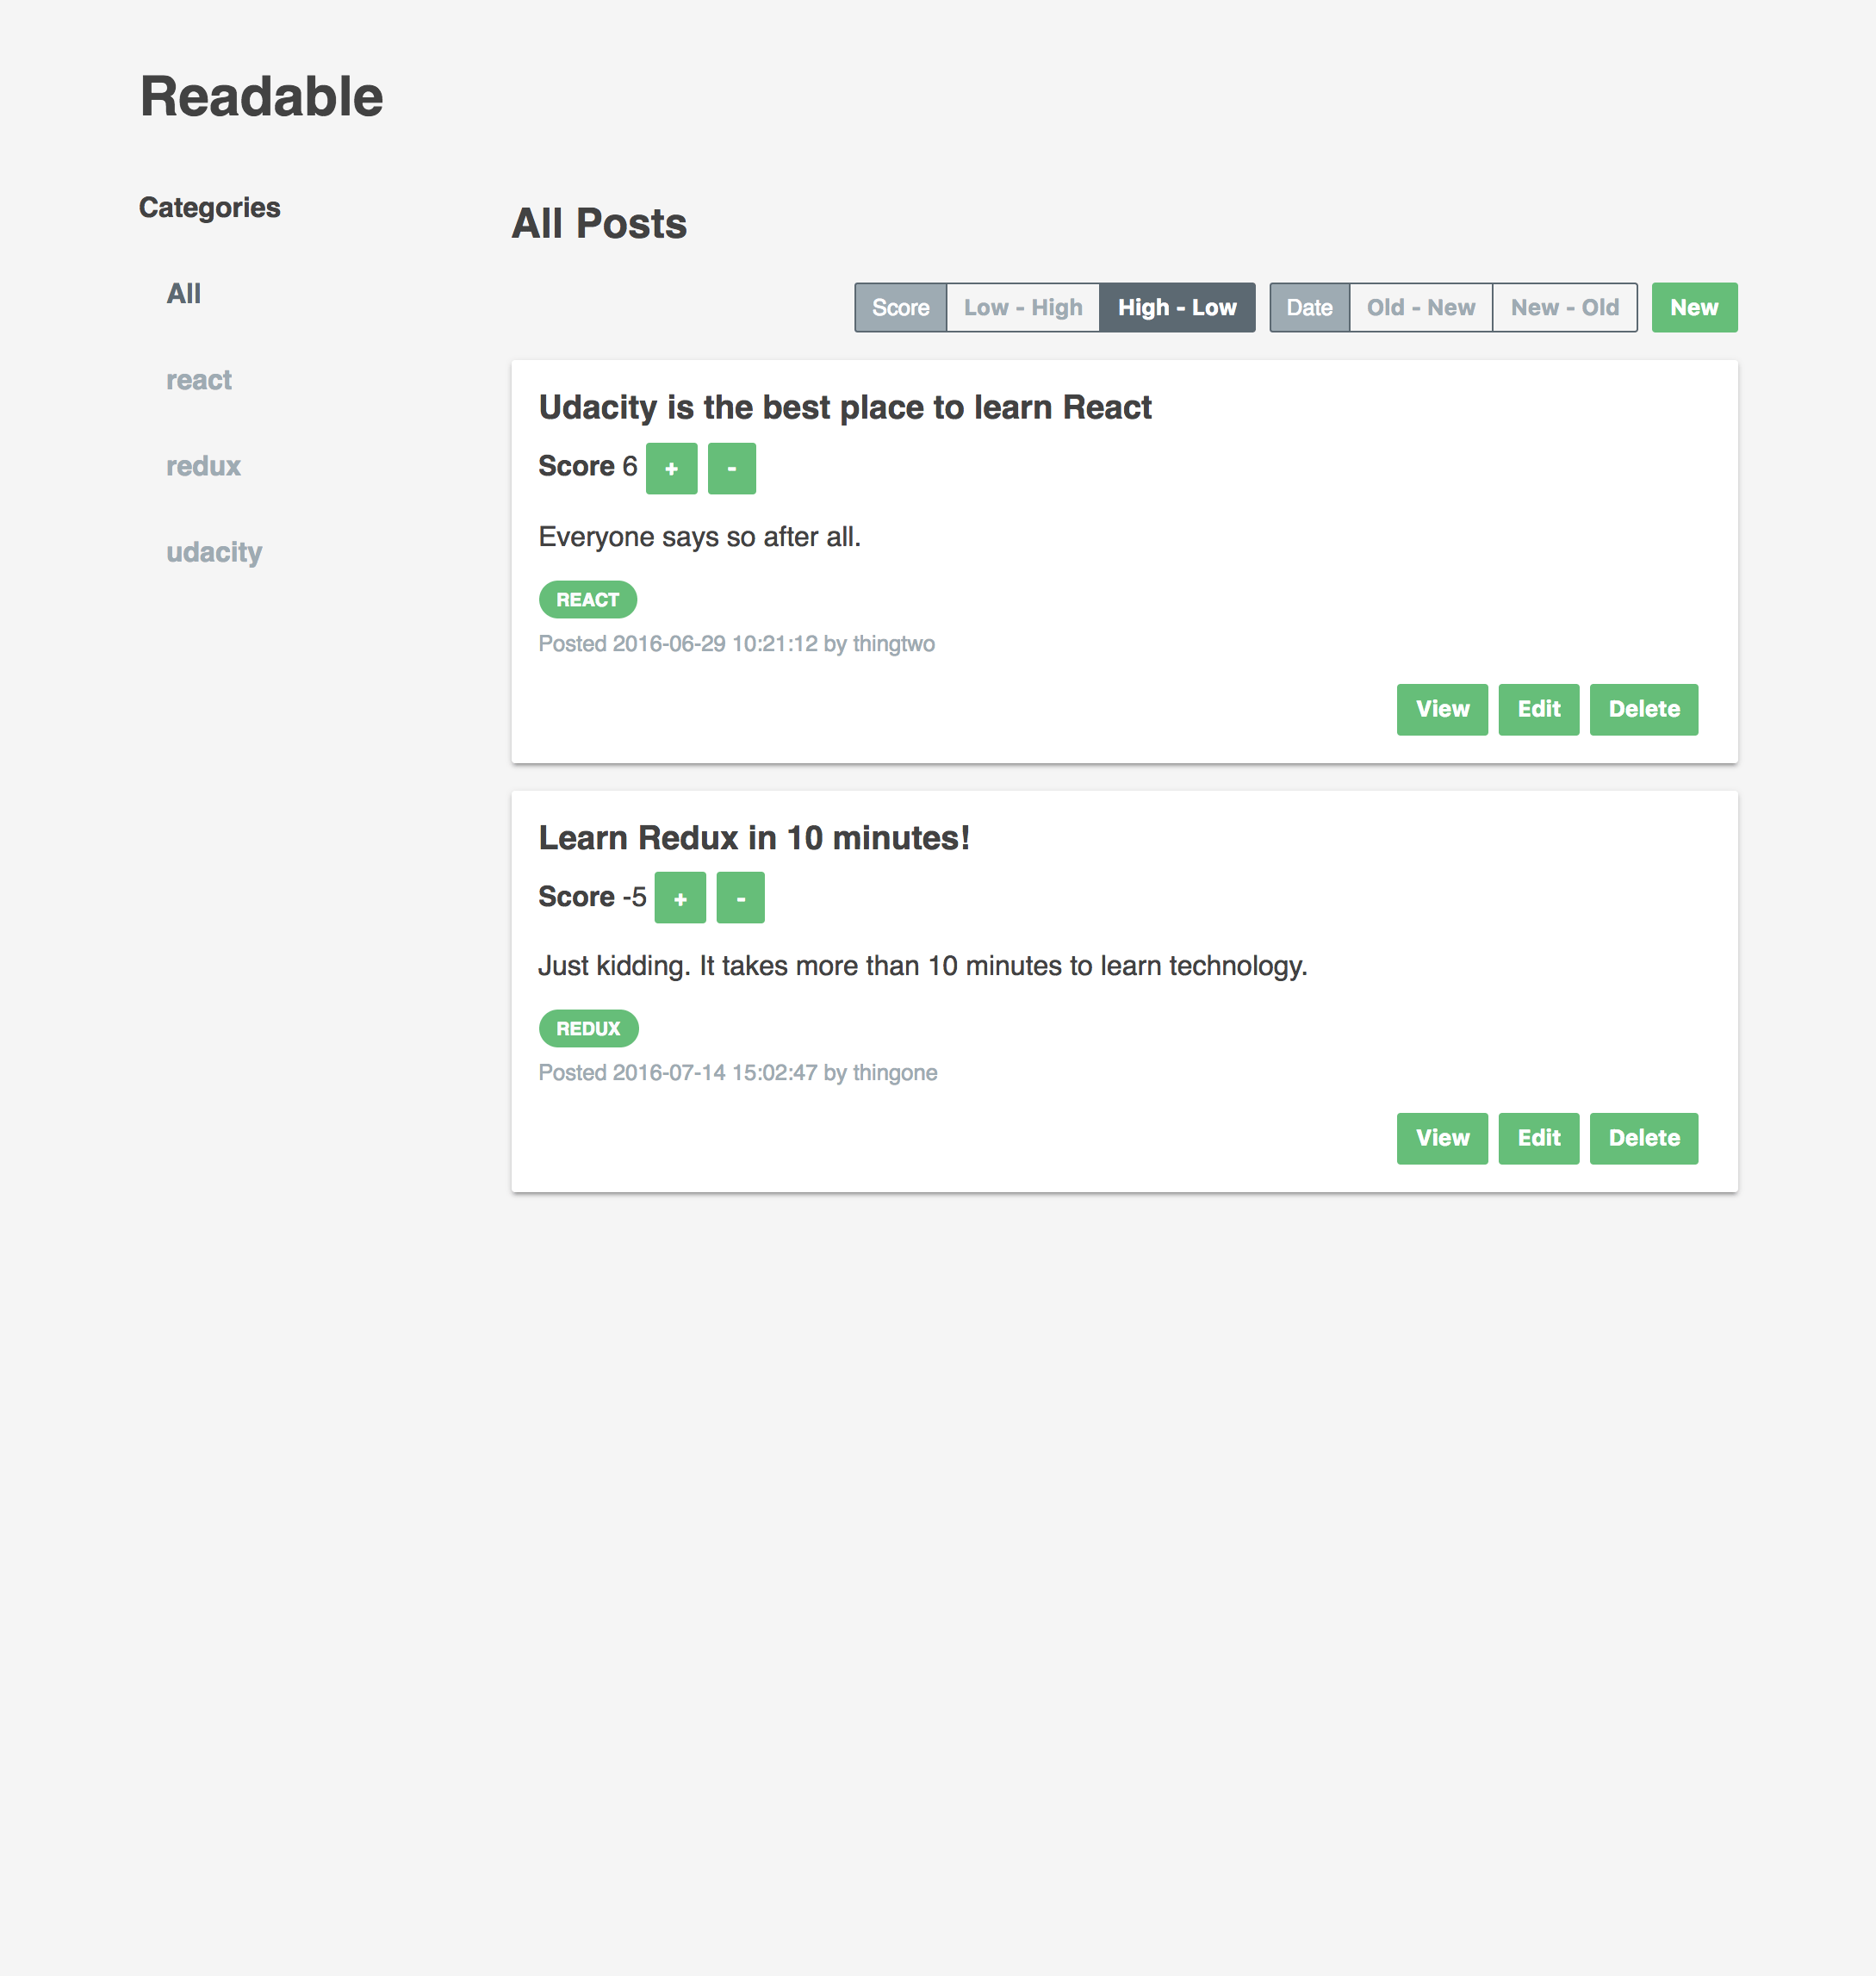 Readable
Categories
All
react
redux
udacity
All Posts
Score Low - High High - Low Date Old - New New - Old New
Udacity is the best place to learn React
Score 6 + -
Everyone says so after all.
REACT
Posted 2016-06-29 10:21:12 by thingtwo
View Edit Delete
Learn Redux in 10 minutes!
Score -5 + -
Just kidding. It takes more than 10 minutes to learn technology.
REDUX
Posted 2016-07-14 15:02:47 by thingone
View Edit Delete